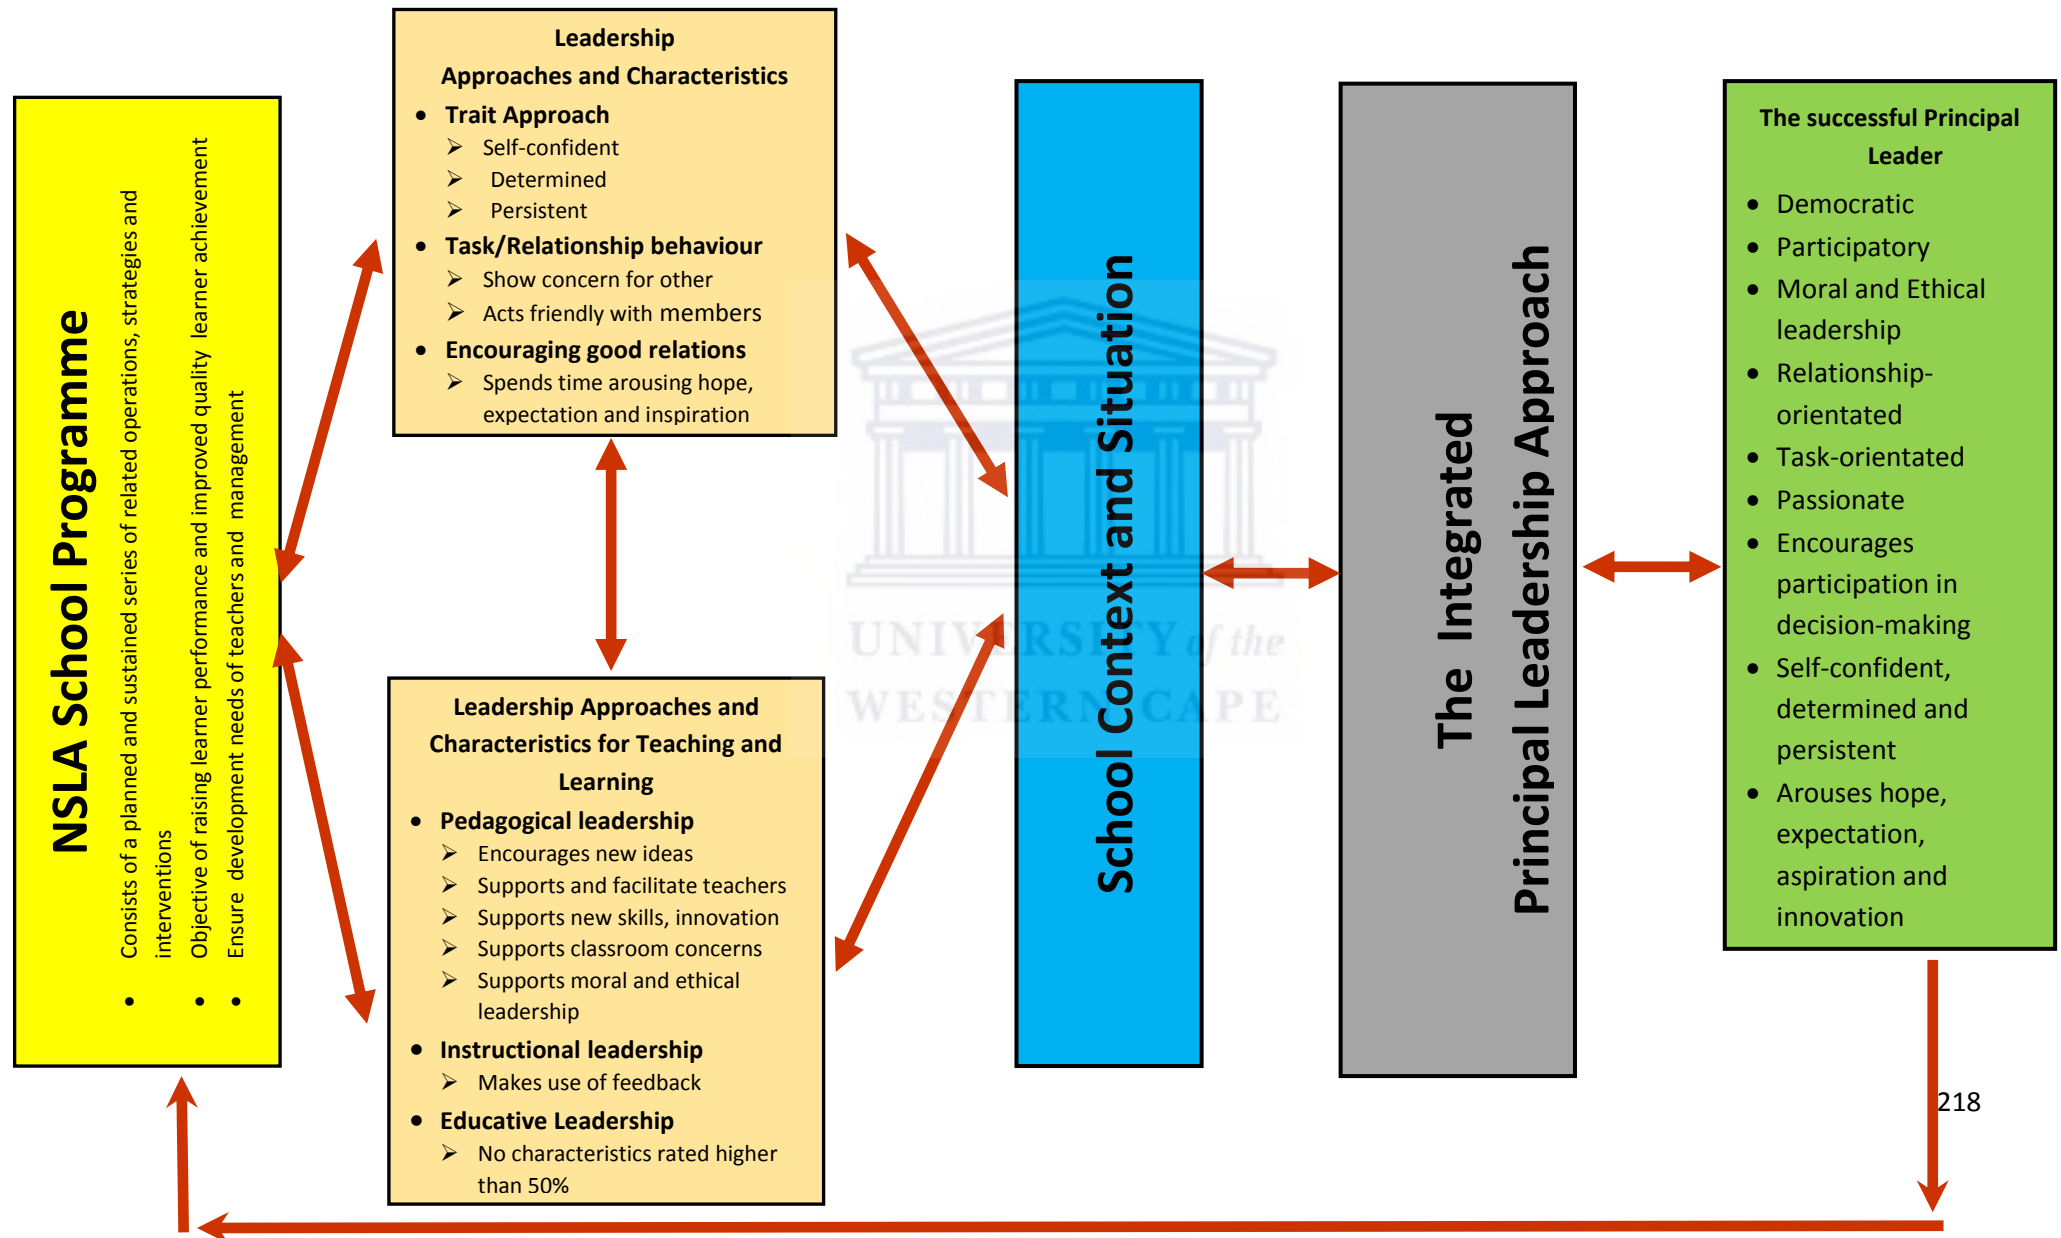 NSLA School Programme
• Consists of a planned and sustained series of related operations, strategies and
interventions
• Objective of raising learner performance and improved quality learner achievement
• Ensure development needs of teachers and management
Leadership
Approaches and Characteristics
• Trait Approach
➢ Self-confident
➢ Determined
➢ Persistent
• Task/Relationship behaviour
➢ Show concern for other
➢ Acts friendly with members
• Encouraging good relations
➢ Spends time arousing hope,
expectation and inspiration
Leadership Approaches and
Characteristics for Teaching and
Learning
• Pedagogical leadership
➢ Encourages new ideas
➢ Supports and facilitate teachers
➢ Supports new skills, innovation
➢ Supports classroom concerns
➢ Supports moral and ethical
leadership
• Instructional leadership
➢ Makes use of feedback
• Educative Leadership
➢ No characteristics rated higher
than 50%
UNIVERSITY of the
WESTERN CAPE
School Context and Situation
The Integrated
Principal Leadership Approach
The successful Principal
Leader
• Democratic
• Participatory
• Moral and Ethical
leadership
• Relationship-
orientated
• Task-orientated
• Passionate
• Encourages
participation in
decision-making
• Self-confident,
determined and
persistent
• Arouses hope,
expectation,
aspiration and
innovation
218